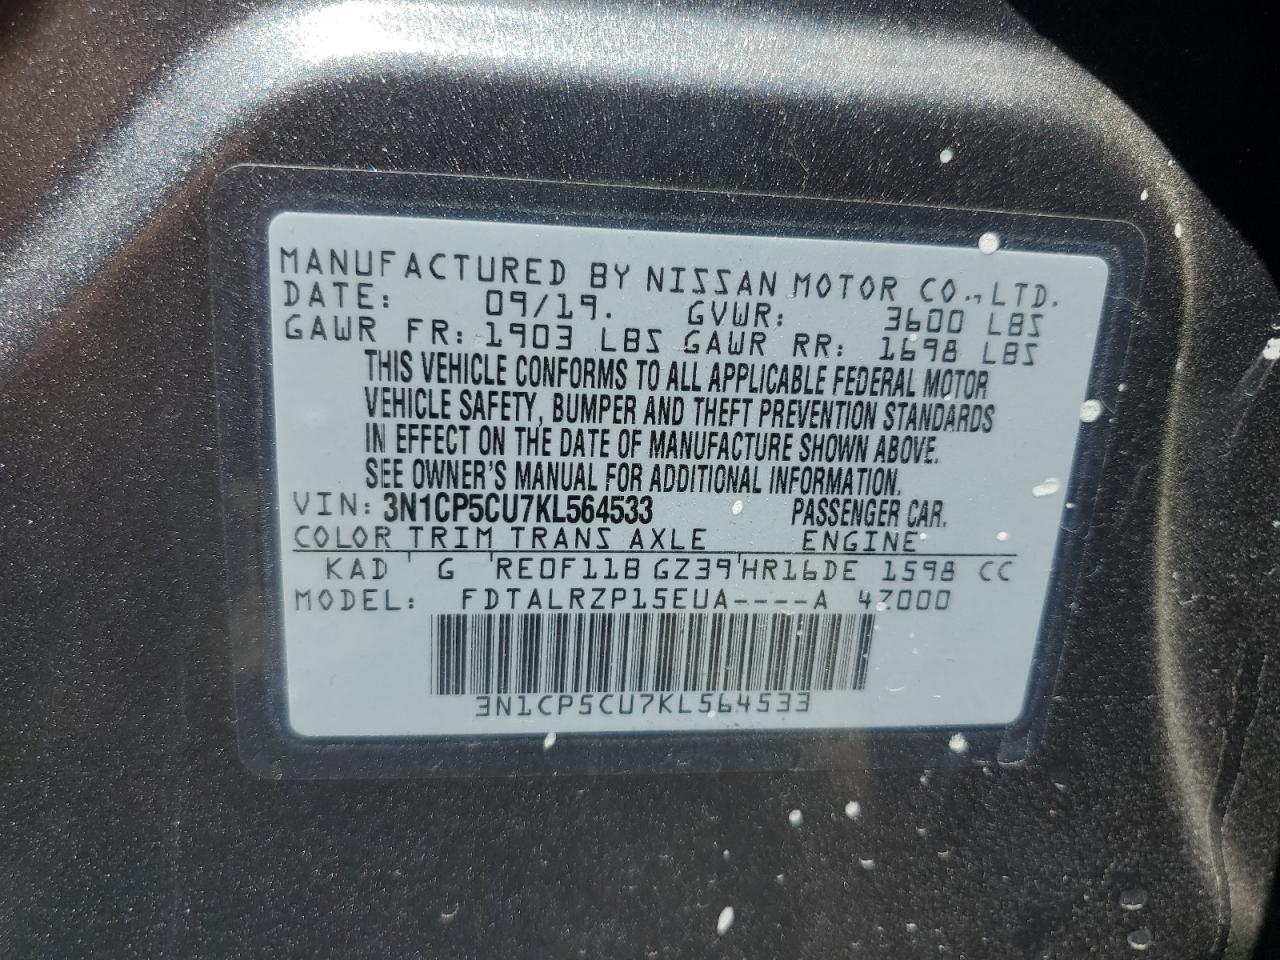 MANUFACTURED BY NISSAN MOTOR CO., LTD.
DATE: 09/19. GVWR: 3600 LBS
GAWR FR: 1903 LBS GAWR RR: 1698 LBS
THIS VEHICLE CONFORMS TO ALL APPLICABLE FEDERAL MOTOR
VEHICLE SAFETY, BUMPER AND THEFT PREVENTION STANDARDS
IN EFFECT ON THE DATE OF MANUFACTURE SHOWN ABOVE.
SEE OWNER'S MANUAL FOR ADDITIONAL INFORMATION.
VIN: 3N1CP5CU7KL564533 PASSENGER CAR.
COLOR TRIM TRANS AXLE ENGINE
KAD G RE0F11B GZ39 HR16DE 1598 CC
MODEL: FDTALRZP15EUA----A 47000
3N1CP5CU7KL564533